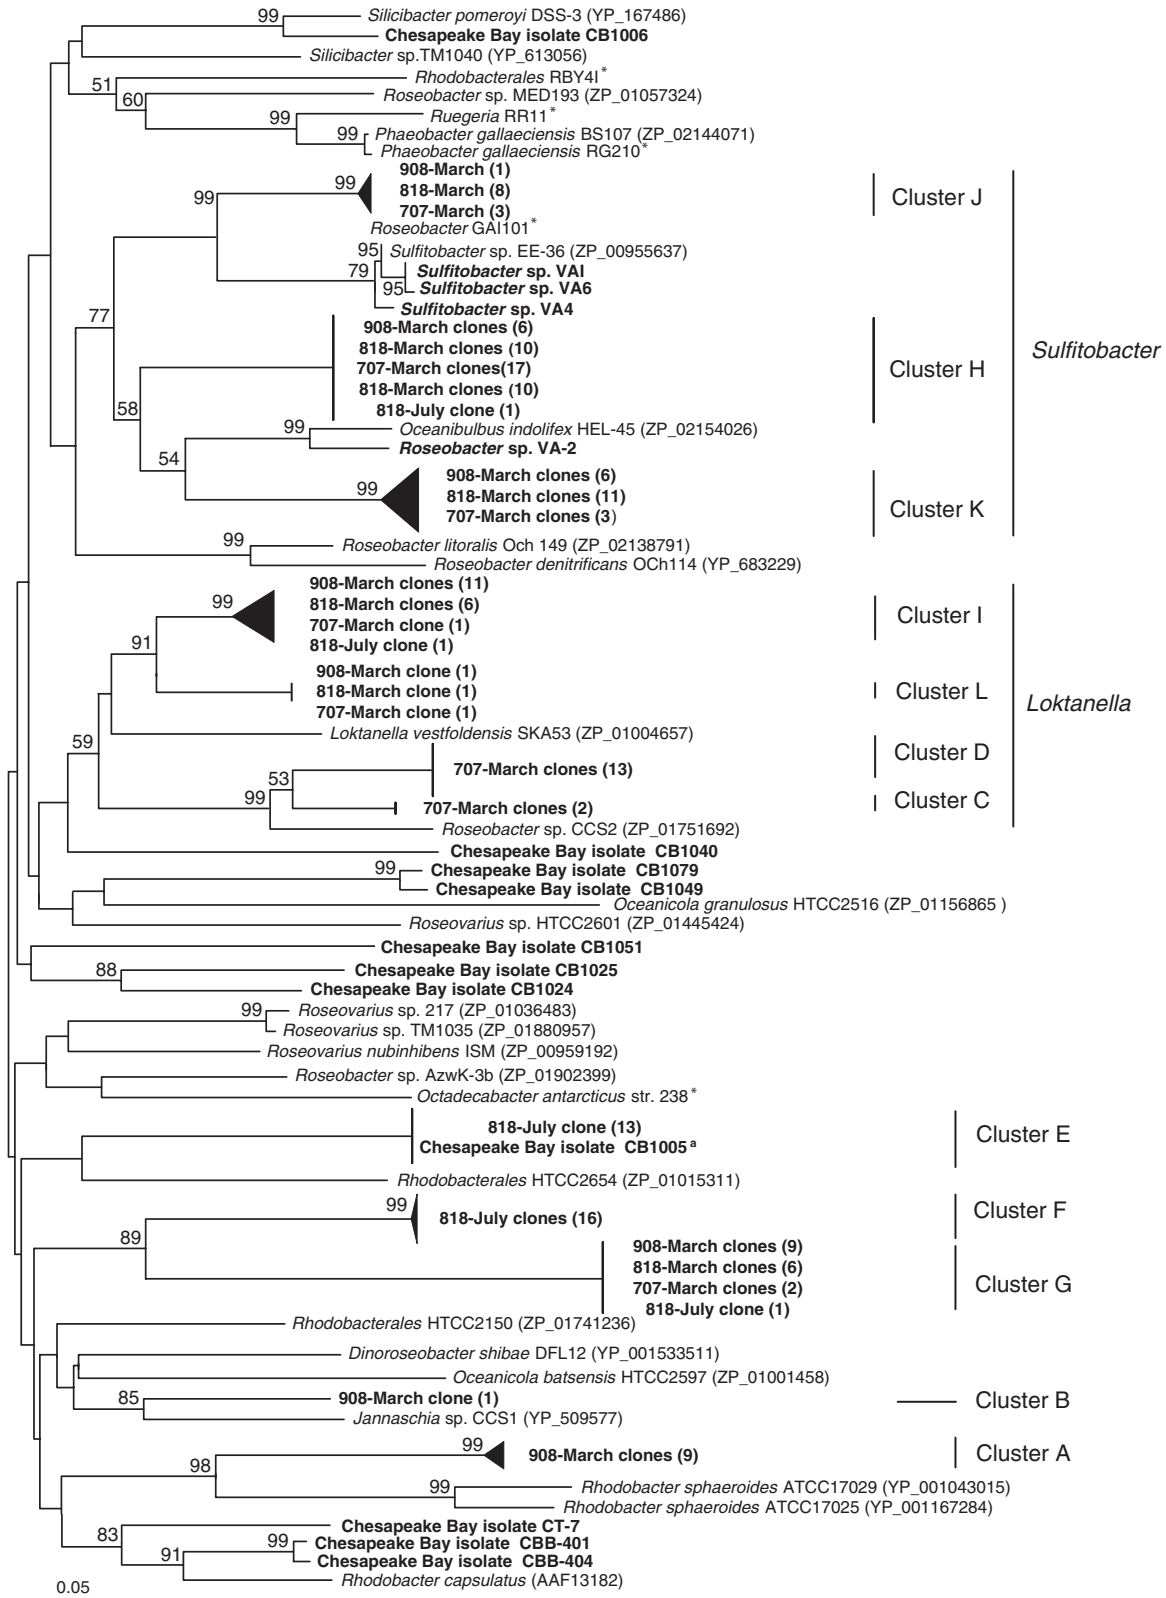 99 Silicibacter pomeroyi DSS-3 (YP_167486)
Chesapeake Bay isolate CB1006
Silicibacter sp.TM1040 (YP_613056)
51 Rhodobacterales RBY4I*
60 Roseobacter sp. MED193 (ZP_01057324)
99 Ruegeria RR11*
99 Phaeobacter gallaeciensis BS107 (ZP_02144071)
Phaeobacter gallaeciensis RG210*
99 99 908-March (1)
818-March (8) Cluster J
707-March (3)
Roseobacter GAI101*
95 Sulfitobacter sp. EE-36 (ZP_00955637)
79 Sulfitobacter sp. VAI
95 Sulfitobacter sp. VA6
Sulfitobacter sp. VA4
77 908-March clones (6)
818-March clones (10) Sulfitobacter
707-March clones(17) Cluster H
818-March clones (10)
58 818-July clone (1)
99 Oceanibulbus indolifex HEL-45 (ZP_02154026)
Roseobacter sp. VA-2
54 908-March clones (6)
99 818-March clones (11) Cluster K
707-March clones (3)
99 Roseobacter litoralis Och 149 (ZP_02138791)
Roseobacter denitrificans OCh114 (YP_683229)
908-March clones (11)
99 818-March clones (6) Cluster I
707-March clone (1)
91 818-July clone (1)
908-March clone (1)
818-March clone (1) Cluster L
707-March clone (1) Loktanella
Loktanella vestfoldensis SKA53 (ZP_01004657)
59 Cluster D
53 707-March clones (13)
99 707-March clones (2) Cluster C
Roseobacter sp. CCS2 (ZP_01751692)
Chesapeake Bay isolate CB1040
99 Chesapeake Bay isolate CB1079
Chesapeake Bay isolate CB1049
Oceanicola granulosus HTCC2516 (ZP_01156865 )
Roseovarius sp. HTCC2601 (ZP_01445424)
Chesapeake Bay isolate CB1051
88 Chesapeake Bay isolate CB1025
Chesapeake Bay isolate CB1024
99 Roseovarius sp. 217 (ZP_01036483)
Roseovarius sp. TM1035 (ZP_01880957)
Roseovarius nubinhibens ISM (ZP_00959192)
Roseobacter sp. AzwK-3b (ZP_01902399)
Octadecabacter antarcticus str. 238*
818-July clone (13) Cluster E
Chesapeake Bay isolate CB1005a
Rhodobacterales HTCC2654 (ZP_01015311)
99 818-July clones (16) Cluster F
89 908-March clones (9)
818-March clones (6) Cluster G
707-March clones (2)
818-July clone (1)
Rhodobacterales HTCC2150 (ZP_01741236)
Dinoroseobacter shibae DFL12 (YP_001533511)
Oceanicola batsensis HTCC2597 (ZP_01001458)
85 908-March clone (1) Cluster B
Jannaschia sp. CCS1 (YP_509577)
99 908-March clones (9) Cluster A
98
99 Rhodobacter sphaeroides ATCC17029 (YP_001043015)
Rhodobacter sphaeroides ATCC17025 (YP_001167284)
83 Chesapeake Bay isolate CT-7
99 Chesapeake Bay isolate CBB-401
91 Chesapeake Bay isolate CBB-404
Rhodobacter capsulatus (AAF13182)
0.05